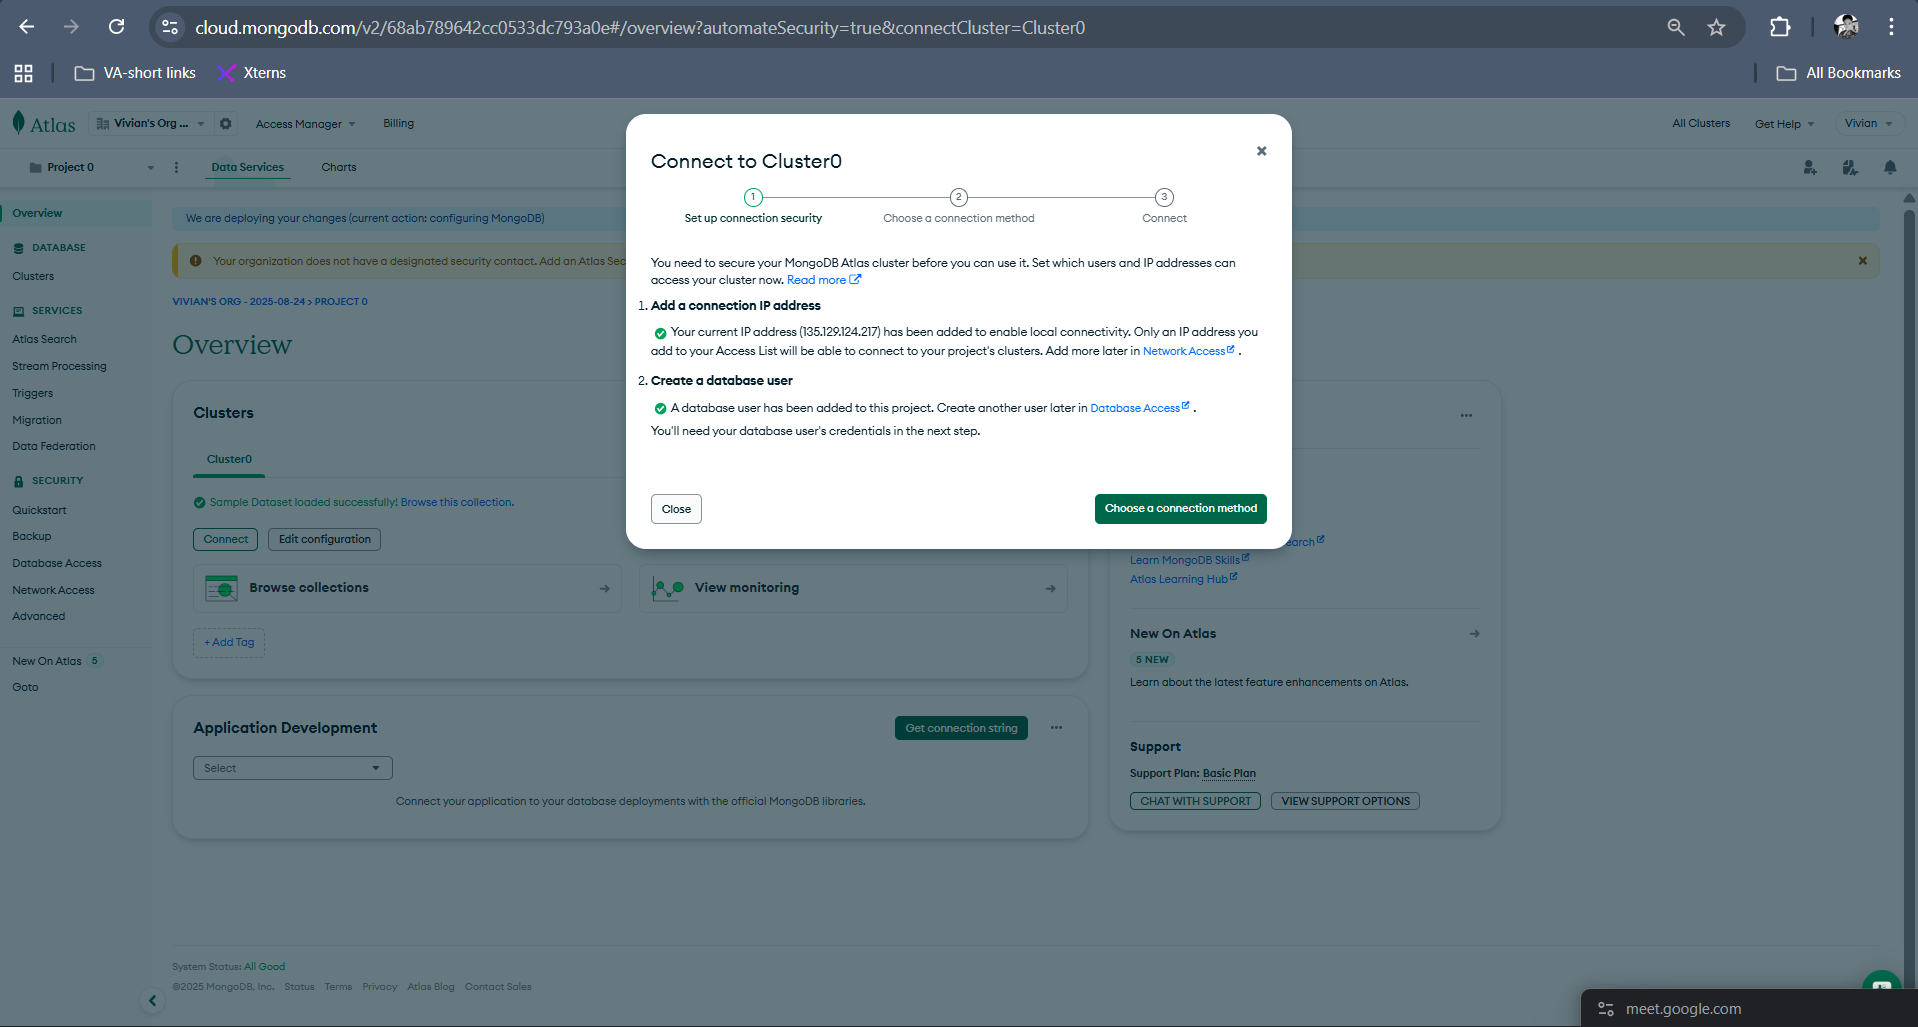 cloud.mongodb.com/v2/68ab789642cc0533dc793a0e#/overview?automateSecurity=true&connectCluster=Cluster0
VA-short links
Xterns
All Bookmarks
Atlas
Vivian's Org ...
Access Manager
Billing
All Clusters
Get Help
Vivian
Project 0
Data Services
Charts
Overview
DATABASE
Clusters
SERVICES
Atlas Search
Stream Processing
Triggers
Migration
Data Federation
SECURITY
Quickstart
Backup
Database Access
Network Access
Advanced
New On Atlas 5
Goto
We are deploying your changes (current action: configuring MongoDB)
Your organization does not have a designated security contact. Add an Atlas Sec
VIVIAN'S ORG - 2025-08-24 > PROJECT 0
Overview
Clusters
Cluster0
Sample Dataset loaded successfully! Browse this collection.
Connect
Edit configuration
Browse collections
View monitoring
+ Add Tag
Application Development
Get connection string
Select
Connect your application to your database deployments with the official MongoDB libraries.
Connect to Cluster0
1
2
3
Set up connection security
Choose a connection method
Connect
You need to secure your MongoDB Atlas cluster before you can use it. Set which users and IP addresses can
access your cluster now. Read more
1. Add a connection IP address
Your current IP address (135.129.124.217) has been added to enable local connectivity. Only an IP address you
add to your Access List will be able to connect to your project's clusters. Add more later in Network Access .
2. Create a database user
A database user has been added to this project. Create another user later in Database Access .
You'll need your database user's credentials in the next step.
Close
Choose a connection method
earch
Learn MongoDB Skills
Atlas Learning Hub
New On Atlas
5 NEW
Learn about the latest feature enhancements on Atlas.
Support
Support Plan: Basic Plan
CHAT WITH SUPPORT
VIEW SUPPORT OPTIONS
System Status: All Good
©2025 MongoDB, Inc. Status Terms Privacy Atlas Blog Contact Sales
meet.google.com